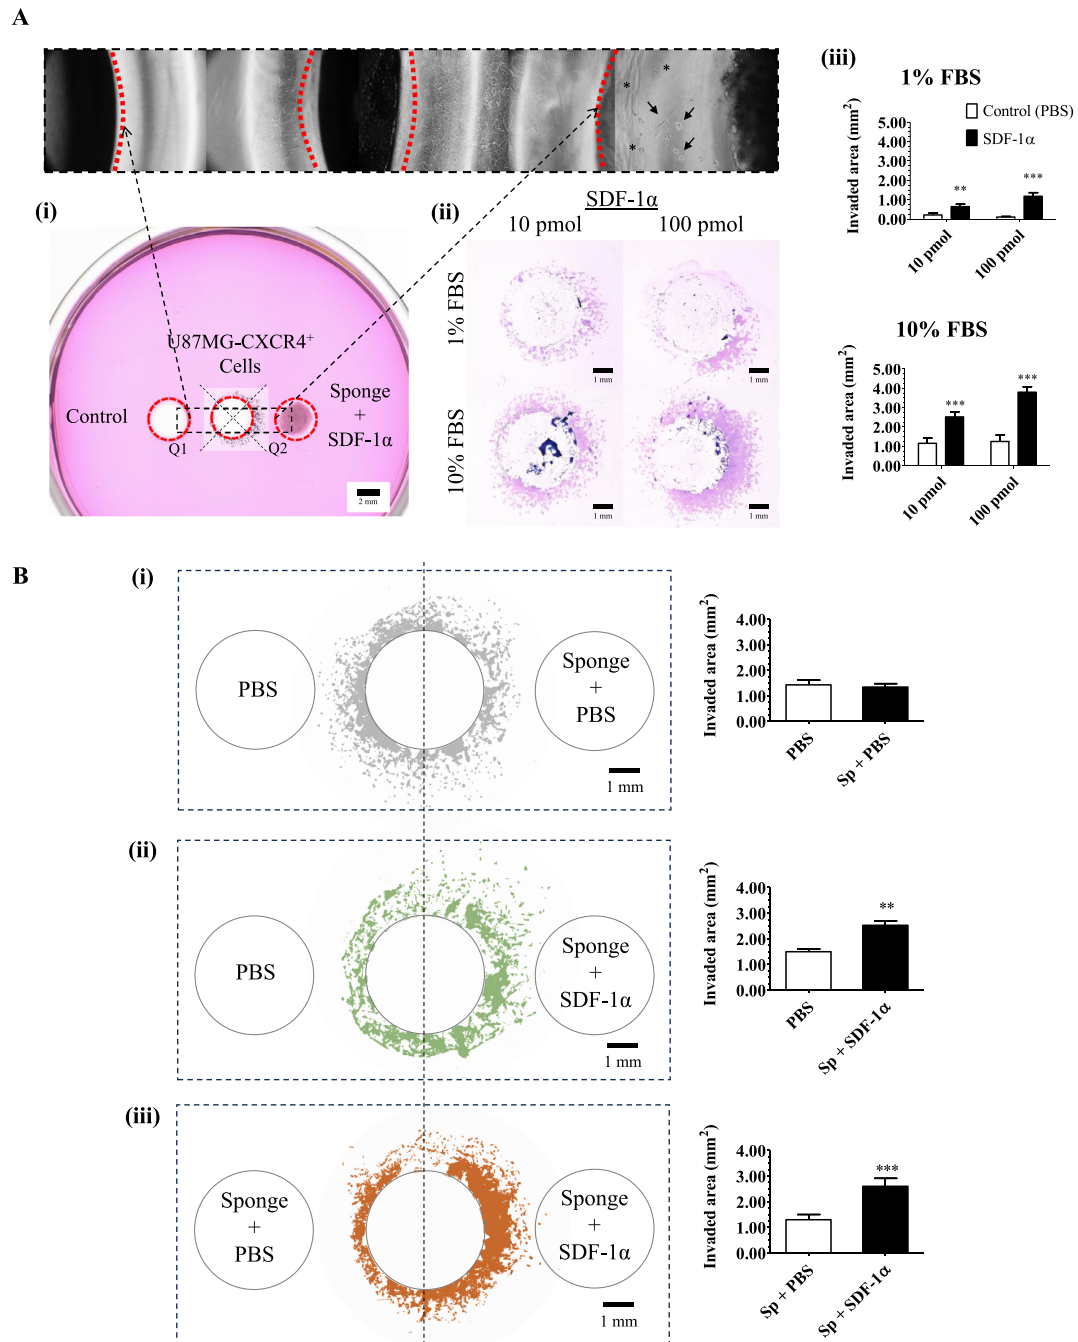 A
*
*
*
(i)
U87MG-CXCR4⁺
Cells
Control
Sponge
+
SDF-1α
Q1
Q2
2 mm
(ii)
SDF-1α
10 pmol
100 pmol
1% FBS
1 mm
1 mm
10% FBS
1 mm
1 mm
(iii)
1% FBS
Control (PBS)
SDF-1α
Invaded area (mm²)
5.00
4.00
3.00
2.00
1.00
0.00
**
***
10 pmol
100 pmol
10% FBS
Invaded area (mm²)
5.00
4.00
3.00
2.00
1.00
0.00
***
***
10 pmol
100 pmol
B
(i)
PBS
Sponge
+
PBS
1 mm
Invaded area (mm²)
4.00
3.00
2.00
1.00
0.00
PBS
Sp + PBS
(ii)
PBS
Sponge
+
SDF-1α
1 mm
Invaded area (mm²)
4.00
3.00
2.00
1.00
0.00
**
PBS
Sp + SDF-1α
(iii)
Sponge
+
PBS
Sponge
+
SDF-1α
1 mm
Invaded area (mm²)
4.00
3.00
2.00
1.00
0.00
***
Sp + PBS
Sp + SDF-1α